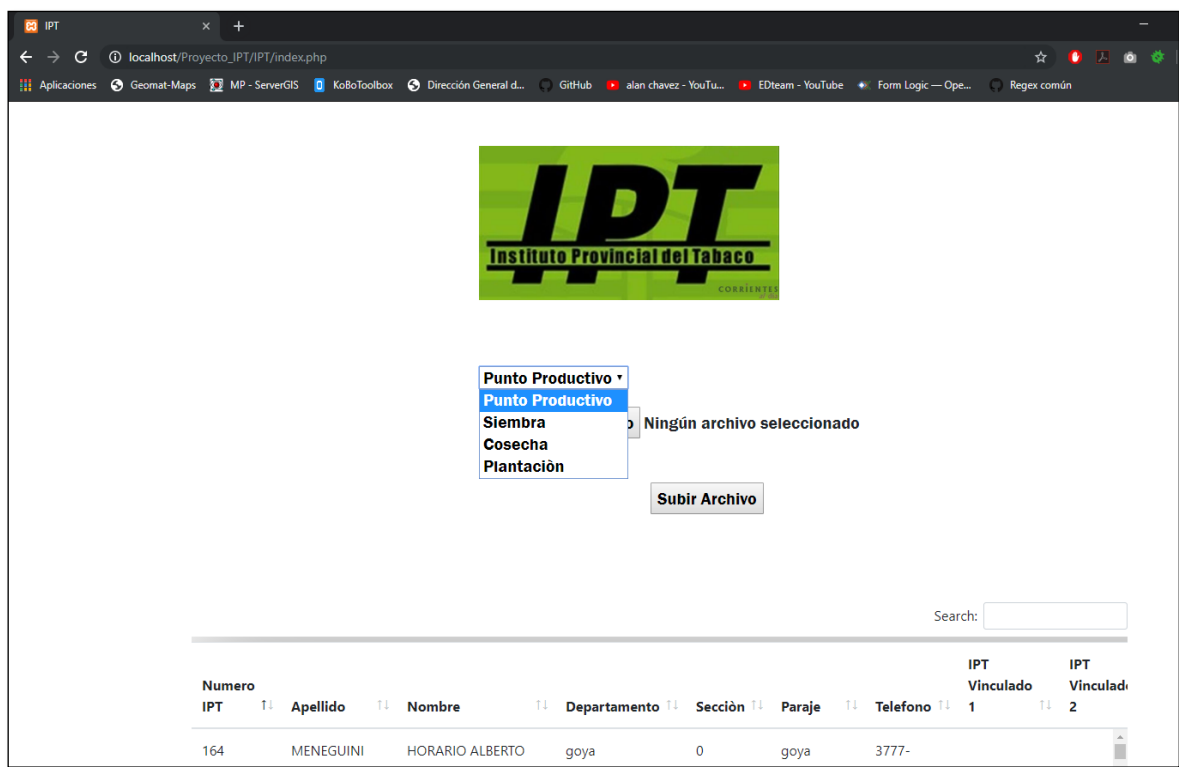 IPT
localhost/Proyecto_IPT/IPT/index.php
Aplicaciones Geomat-Maps MP - ServerGIS KoBoToolbox Dirección General d... GitHub alan chavez - YouTu... EDteam - YouTube Form Logic — Ope... Regex común
IPT
Instituto Provincial del Tabaco
CORRIENTES
Punto Productivo
Punto Productivo
Siembra
Cosecha
Plantaciòn
o Ningún archivo seleccionado
Subir Archivo
Search:
Numero IPT Apellido Nombre Departamento Secciòn Paraje Telefono IPT Vinculado 1 IPT Vinculad 2
164 MENEGUINI HORARIO ALBERTO goya 0 goya 3777-